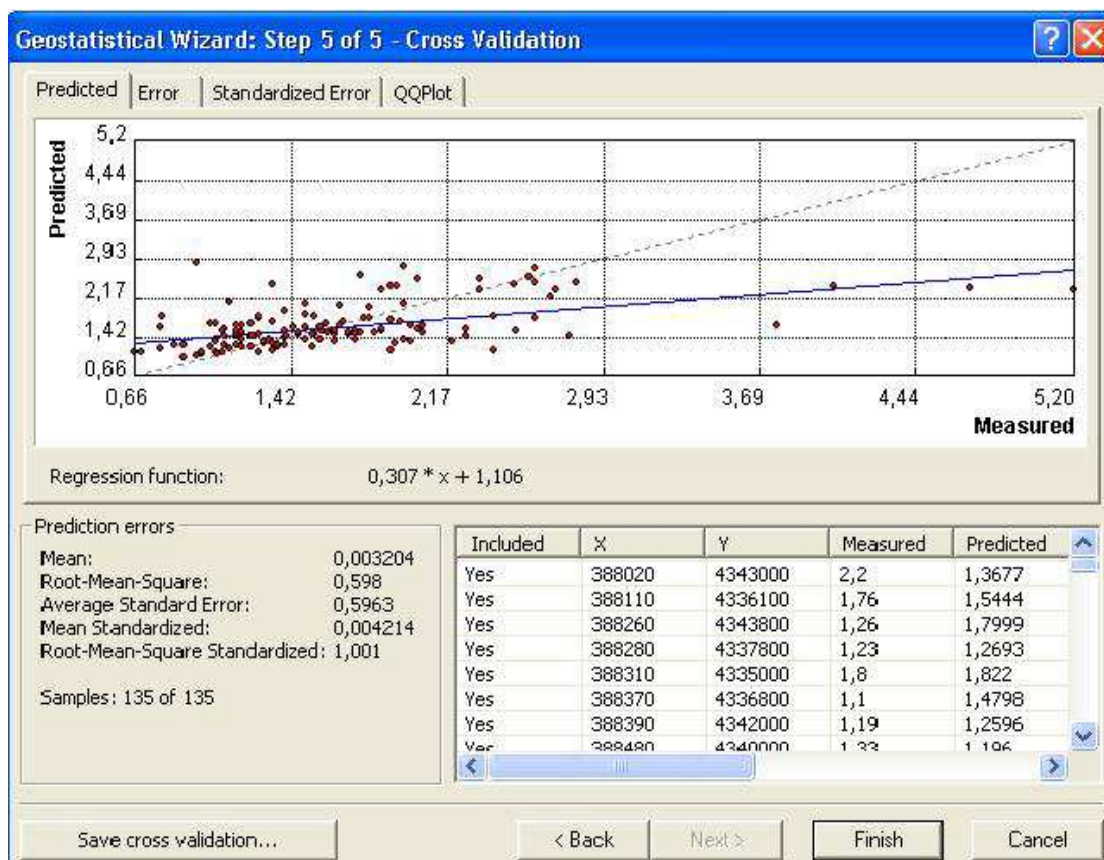 Geostatistical Wizard: Step 5 of 5 - Cross Validation
Predicted Error Standardized Error QQPlot
Predicted
5,2
4,44
3,69
2,93
2,17
1,42
0,66
0,66 1,42 2,17 2,93 3,69 4,44 5,20
Measured
Regression function: 0,307 * x + 1,106
Prediction errors
Mean: 0,003204
Root-Mean-Square: 0,598
Average Standard Error: 0,5963
Mean Standardized: 0,004214
Root-Mean-Square Standardized: 1,001
Samples: 135 of 135
Included X Y Measured Predicted
Yes 388020 4343000 2,2 1,3677
Yes 388110 4336100 1,76 1,5444
Yes 388260 4343800 1,26 1,7999
Yes 388280 4337800 1,23 1,2693
Yes 388310 4335000 1,8 1,822
Yes 388370 4336800 1,1 1,4798
Yes 388390 4342000 1,19 1,2596
Yes 388480 4340000 1,33 1,196
Save cross validation... < Back Next > Finish Cancel